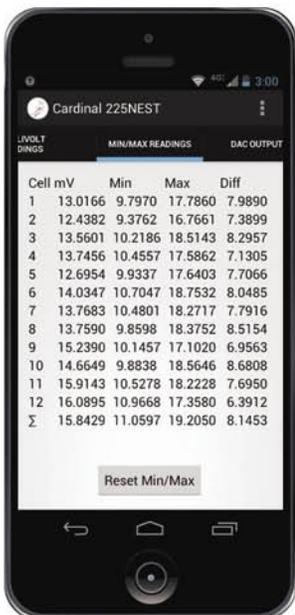 4G 3:00
Cardinal 225NEST
LIVOLT
DINGS
MIN/MAX READINGS
DAC OUTPUT
Cell mV Min Max Diff
1 13.0166 9.7970 17.7860 7.9890
2 12.4382 9.3762 16.7661 7.3899
3 13.5601 10.2186 18.5143 8.2957
4 13.7456 10.4557 17.5862 7.1305
5 12.6954 9.9337 17.6403 7.7066
6 14.0347 10.7047 18.7532 8.0485
7 13.7683 10.4801 18.2717 7.7916
8 13.7590 9.8598 18.3752 8.5154
9 15.2390 10.1457 17.1020 6.9563
10 14.6649 9.8838 18.5646 8.6808
11 15.9143 10.5278 18.2228 7.6950
12 16.0895 10.9668 17.3580 6.3912
Σ 15.8429 11.0597 19.2050 8.1453
Reset Min/Max